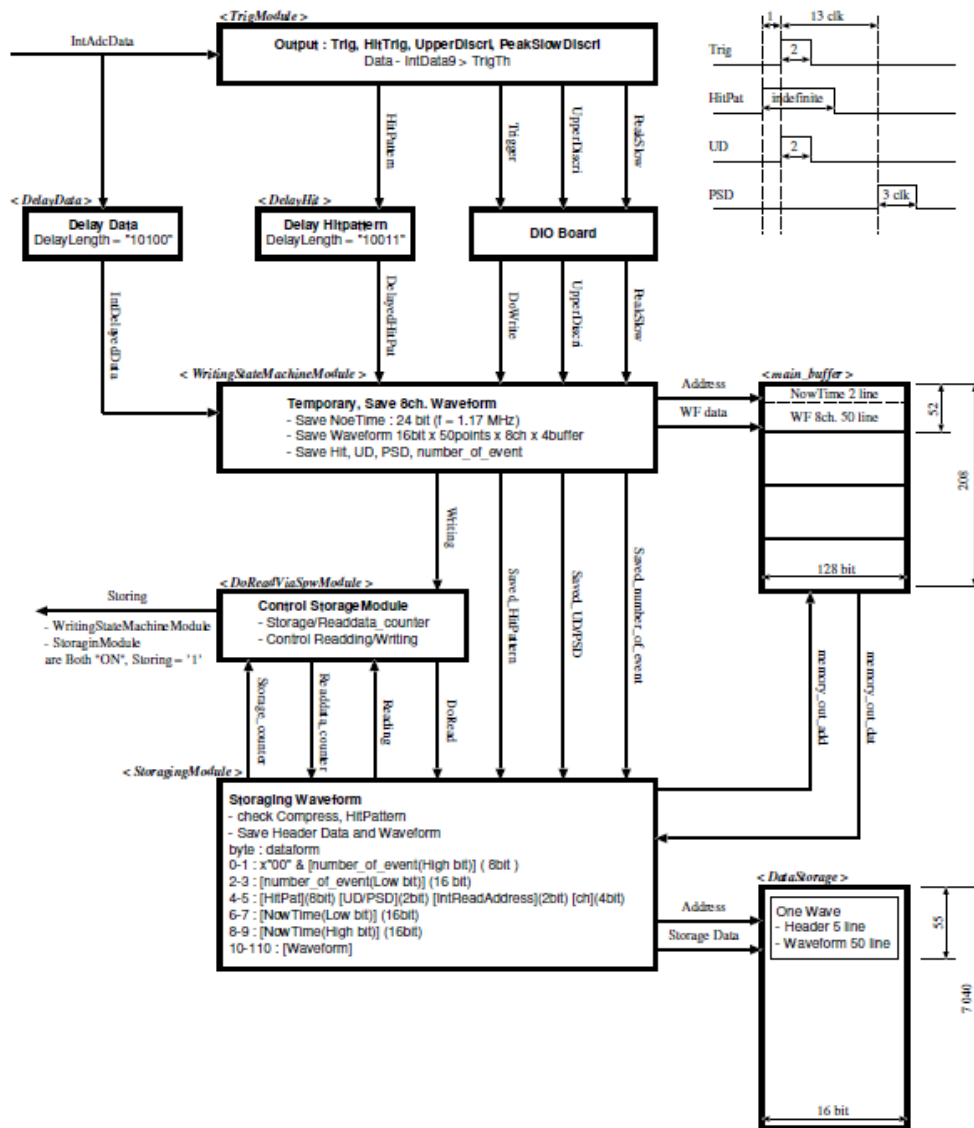 <TrigModule>
IntAdcData
Output : Trig, HitTrig, UpperDiscri, PeakSlowDiscri
Data - IntData9 > TrigTh
1
13 clk
Trig
2
HitPat
indefinite
UD
2
PSD
3 clk
HitPattern
Trigger
UpperDiscri
PeakSlow
<DelayData>
Delay Data
DelayLength = "10100"
<DelayHit>
Delay Hitpattern
DelayLength = "10011"
DIO Board
IntDelayedData
DelayedHitPat
DoWrite
UpperDiscri
PeakSlow
<WritingStateMachineModule>
Temporary, Save 8ch. Waveform
- Save NoeTime : 24 bit (f = 1.17 MHz)
- Save Waveform 16bit x 50points x 8ch x 4buffer
- Save Hit, UD, PSD, number_of_event
Address
WF data
<main_buffer>
NowTime 2 line
WF 8ch. 50 line
52
208
128 bit
Writing
Saved_HitPattern
Saved_UD/PSD
Saved_number_of_event
<DoReadViaSpwModule>
Control StorageModule
- Storage/Readdata_counter
- Control Readding/Writing
Storing
- WritingStateMachineModule
- StoraginModule
are Both "ON", Storing = '1'
Storage_counter
Readdata_counter
Reading
DoRead
memory_out_add
memory_out_dat
<StoragingModule>
Storaging Waveform
- check Compress, HitPattern
- Save Header Data and Waveform
byte : dataform
0-1 : x"00" & [number_of_event(High bit)] ( 8bit )
2-3 : [number_of_event(Low bit)] (16 bit)
4-5 : [HitPat](8bit) [UD/PSD](2bit) [IntReadAddress](2bit) [ch](4bit)
6-7 : [NowTime(Low bit)] (16bit)
8-9 : [NowTime(High bit)] (16bit)
10-110 : [Waveform]
Address
Storage Data
<DataStorage>
One Wave
- Header 5 line
- Waveform 50 line
55
7040
16 bit